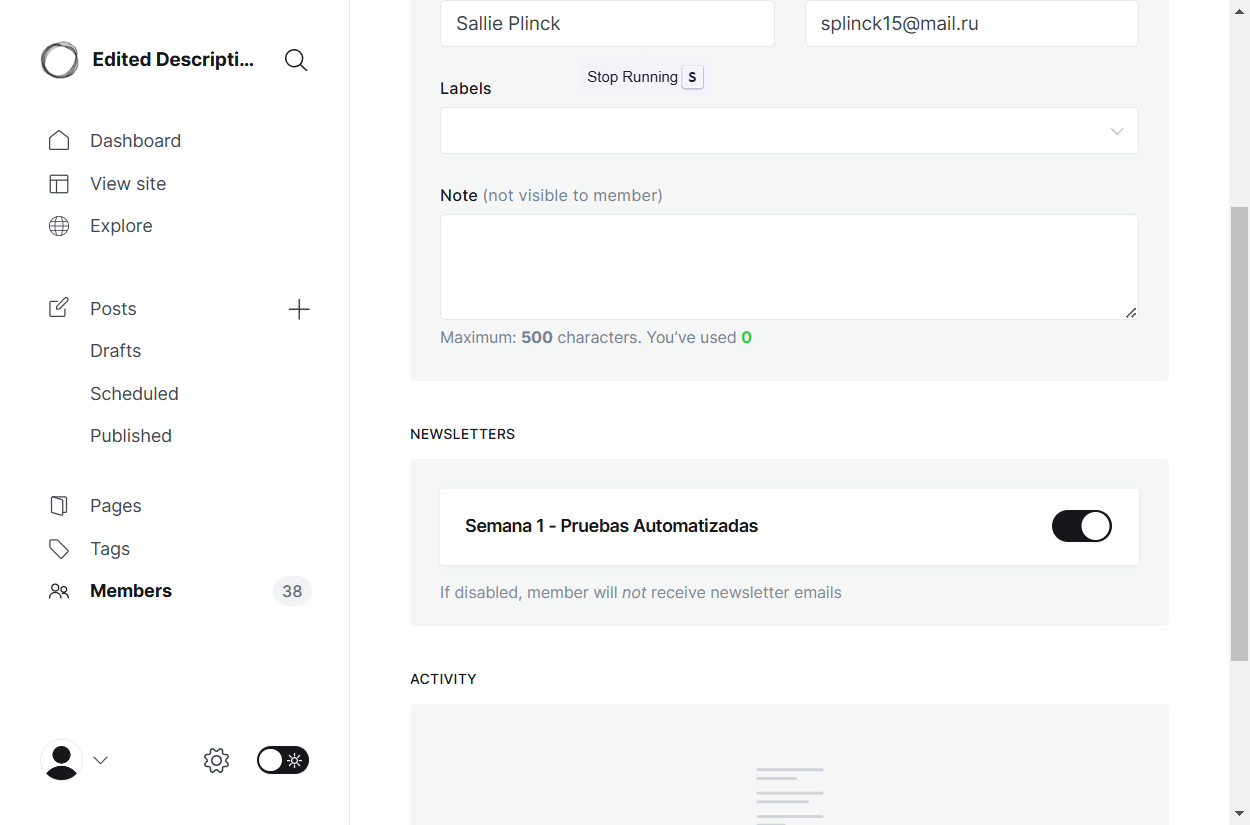 Edited Descripti...
Dashboard
View site
Explore
Posts
Drafts
Scheduled
Published
Pages
Tags
Members 38
Sallie Plinck splinck15@mail.ru
Stop Running S
Labels
Note (not visible to member)
Maximum: 500 characters. You’ve used 0
NEWSLETTERS
Semana 1 - Pruebas Automatizadas
If disabled, member will not receive newsletter emails
ACTIVITY